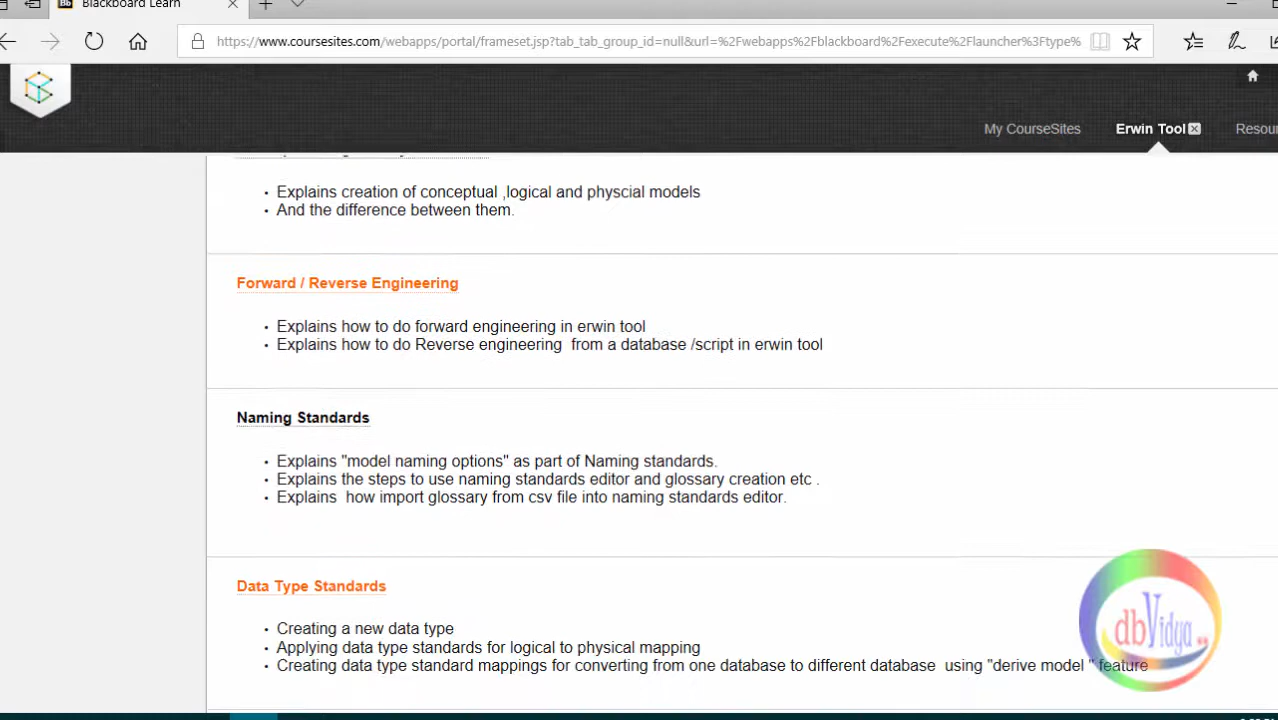 Blackboard Learn
https://www.coursesites.com/webapps/portal/frameset.jsp?tab_tab_group_id=null&url=%2Fwebapps%2Fblackboard%2Fexecute%2Flauncher%3Ftype%
My CourseSites
Erwin Tool
Resour
Explains creation of conceptual ,logical and physcial models
And the difference between them.
Forward / Reverse Engineering
Explains how to do forward engineering in erwin tool
Explains how to do Reverse engineering  from a database /script in erwin tool
Naming Standards
Explains "model naming options" as part of Naming standards.
Explains the steps to use naming standards editor and glossary creation etc .
Explains  how import glossary from csv file into naming standards editor.
Data Type Standards
Creating a new data type
Applying data type standards for logical to physical mapping
Creating data type standard mappings for converting from one database to different database  using "derive model " feature
dbVidya